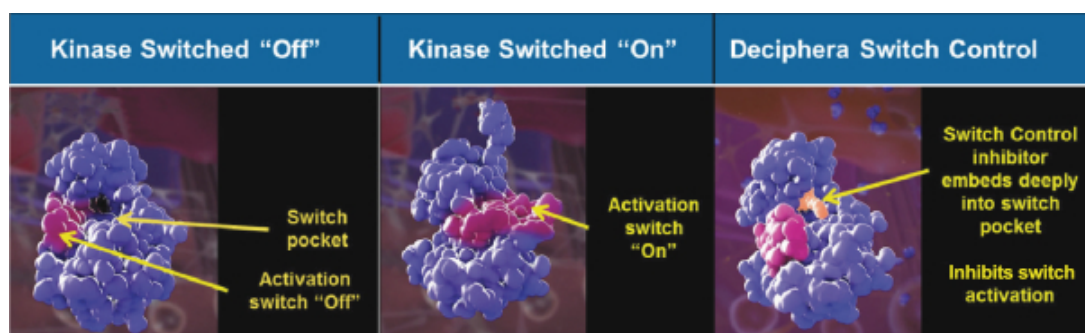 Kinase Switched “Off”
Kinase Switched “On”
Deciphera Switch Control
Switch
pocket
Activation
switch “Off”
Activation
switch
“On”
Switch Control
inhibitor
embeds deeply
into switch
pocket
Inhibits switch
activation